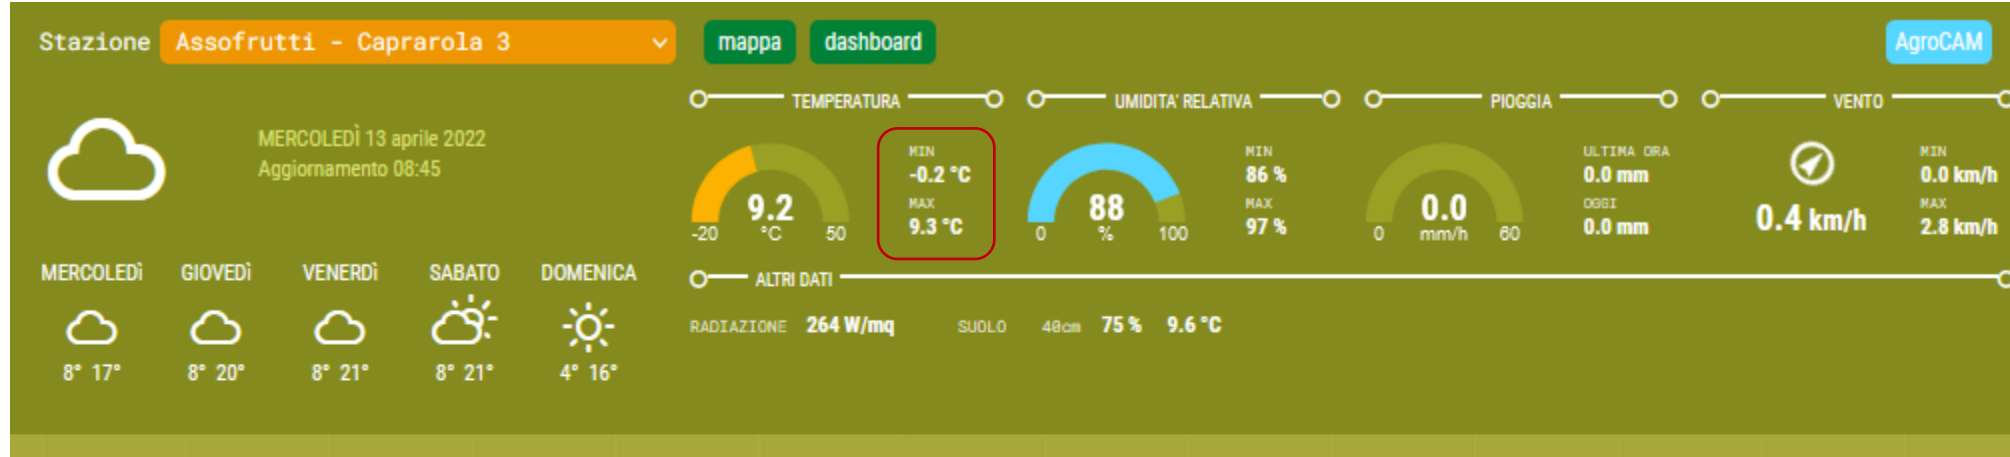 Stazione Assofrutti - Caprarola 3 mappa dashboard AgroCAM
MERCOLEDÌ 13 aprile 2022
Aggiornamento 08:45
MERCOLEDì GIOVEDì VENERDì SABATO DOMENICA
8° 17° 8° 20° 8° 21° 8° 21° 4° 16°
TEMPERATURA
9.2
°C
-20 50
MIN
-0.2 °C
MAX
9.3 °C
UMIDITA' RELATIVA
88
%
0 100
MIN
86 %
MAX
97 %
PIOGGIA
0.0
mm/h
0 60
ULTIMA ORA
0.0 mm
OGGI
0.0 mm
VENTO
0.4 km/h
MIN
0.0 km/h
MAX
2.8 km/h
ALTRI DATI
RADIAZIONE 264 W/mq SUOLO 40cm 75 % 9.6 °C